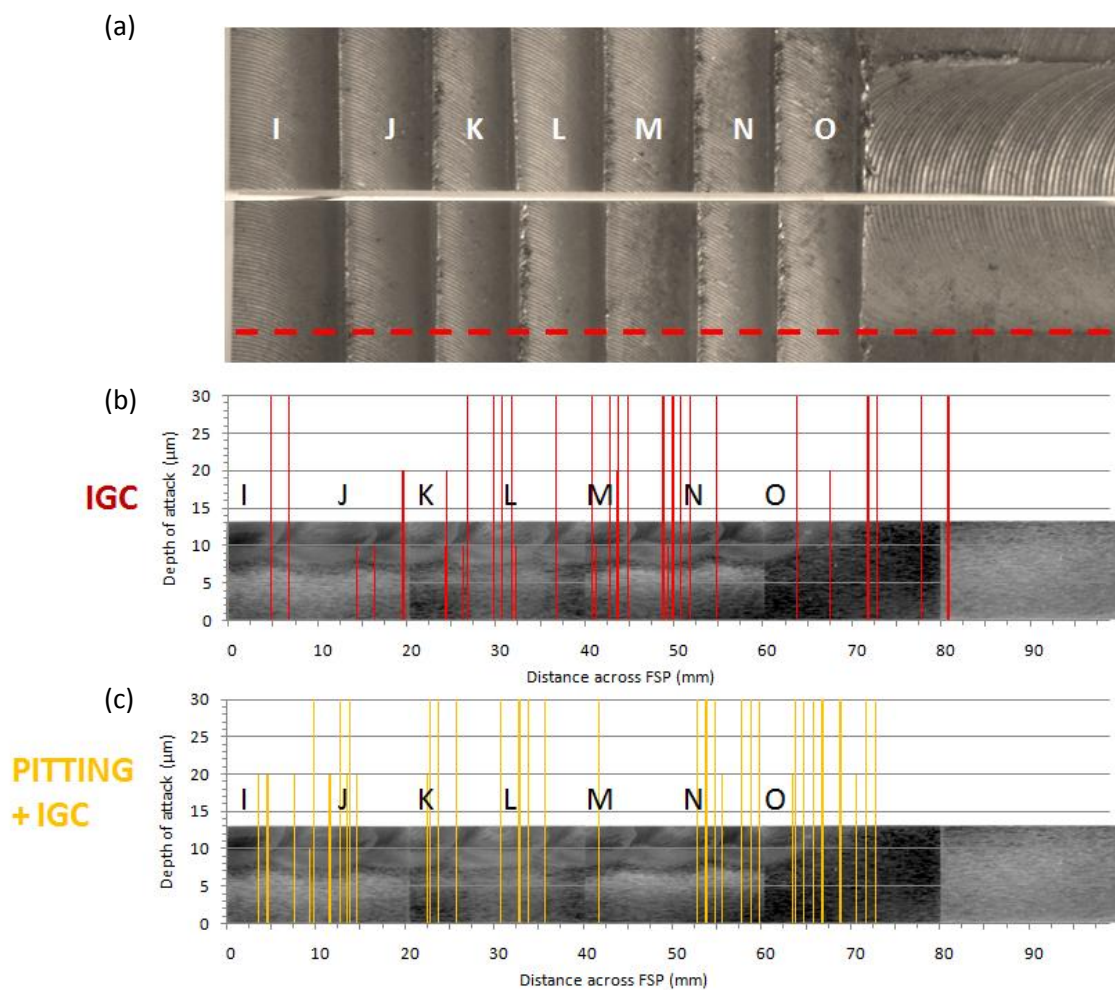 (a)
I J K L M N O
(b)
IGC
Depth of attack (µm)
30
25
20
15
10
5
0
I J K L M N O
0 10 20 30 40 50 60 70 80 90
Distance across FSP (mm)
(c)
PITTING
+ IGC
Depth of attack (µm)
30
25
20
15
10
5
0
I J K L M N O
0 10 20 30 40 50 60 70 80 90
Distance across FSP (mm)